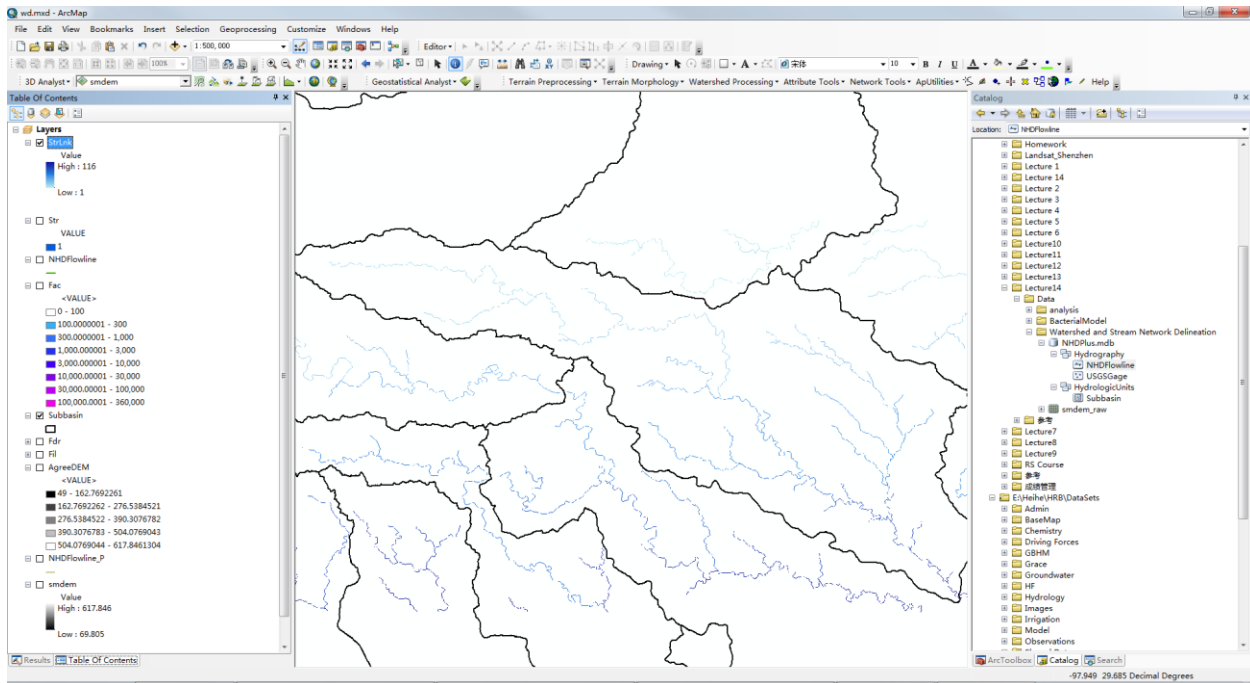 wd.mxd - ArcMap
File Edit View Bookmarks Insert Selection Geoprocessing Customize Windows Help
1:500,000
Editor
100%
Drawing
A
宋体
10
B I U A
3D Analyst
smdem
Geostatistical Analyst
Terrain Preprocessing Terrain Morphology Watershed Processing Attribute Tools Network Tools ApUtilities
Help
Table Of Contents
Layers
StrLnk
Value
High : 116
Low : 1
Str
VALUE
1
NHDFlowline
Fac
<VALUE>
0 - 100
100.0000001 - 300
300.0000001 - 1,000
1,000.000001 - 3,000
3,000.000001 - 10,000
10,000.00001 - 30,000
30,000.00001 - 100,000
100,000.0001 - 360,000
Subbasin
Fdr
Fil
AgreeDEM
<VALUE>
49 - 162.7692261
162.7692262 - 276.5384521
276.5384522 - 390.3076782
390.3076783 - 504.0769043
504.0769044 - 617.8461304
NHDFlowline_P
smdem
Value
High : 617.846
Low : 69.805
Results
Table Of Contents
Catalog
Location: NHDFlowline
Homework
Landsat_Shenzhen
Lecture 1
Lecture 14
Lecture 2
Lecture 3
Lecture 4
Lecture 5
Lecture 6
Lecture10
Lecture11
Lecture12
Lecture13
Lecture14
Data
analysis
BacterialModel
Watershed and Stream Network Delineation
NHDPlus.mdb
Hydrography
NHDFlowline
USGSGage
HydrologicUnits
Subbasin
smdem_raw
参考
Lecture7
Lecture8
Lecture9
RS Course
参考
成绩管理
E:\Heihe\HRB\DataSets
Admin
BaseMap
Chemistry
Driving Forces
GBHM
Grace
Groundwater
HF
Hydrology
Images
Irrigation
Model
Observations
ArcToolbox
Catalog
Search
-97.949 29.685 Decimal Degrees